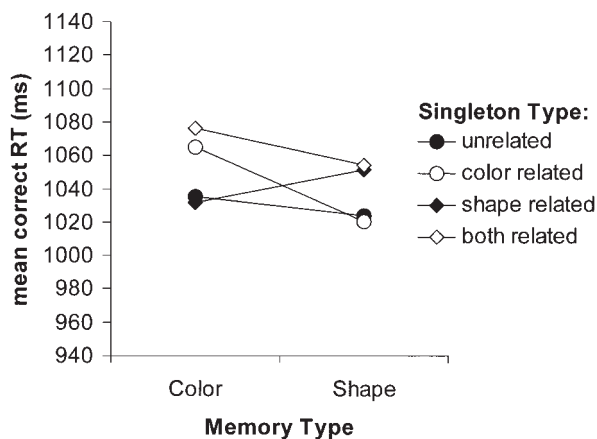 1140
1120
1100
1080
1060
1040
1020
1000
980
960
940
mean correct RT (ms)
Color
Shape
Memory Type
Singleton Type:
unrelated
color related
shape related
both related